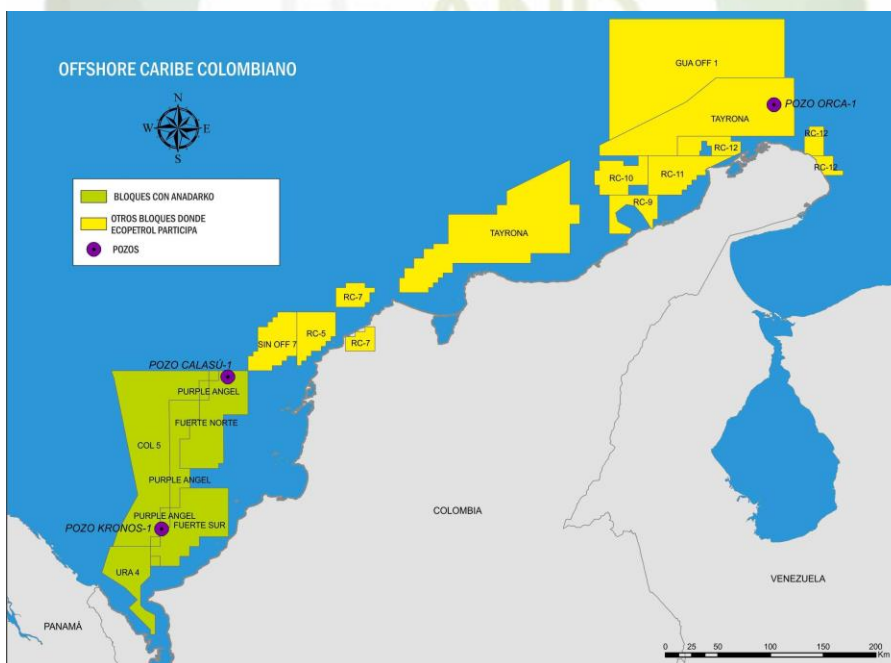 OFFSHORE CARIBE COLOMBIANO
N
W E
S
BLOQUES CON ANADARKO
OTROS BLOQUES DONDE
ECOPETROL PARTICIPA
POZOS
GUA OFF 1
POZO ORCA-1
TAYRONA
RC-12
RC-12
RC-12
RC-10
RC-11
RC-9
TAYRONA
RC-7
SIN OFF 7
RC-5
RC-7
POZO CALASÚ-1
PURPLE ANGEL
FUERTE NORTE
COL 5
PURPLE ANGEL
PURPLE ANGEL
POZO KRONOS-1
FUERTE SUR
URA 4
COLOMBIA
VENEZUELA
PANAMÁ
0 25 50 100 150 200
Km